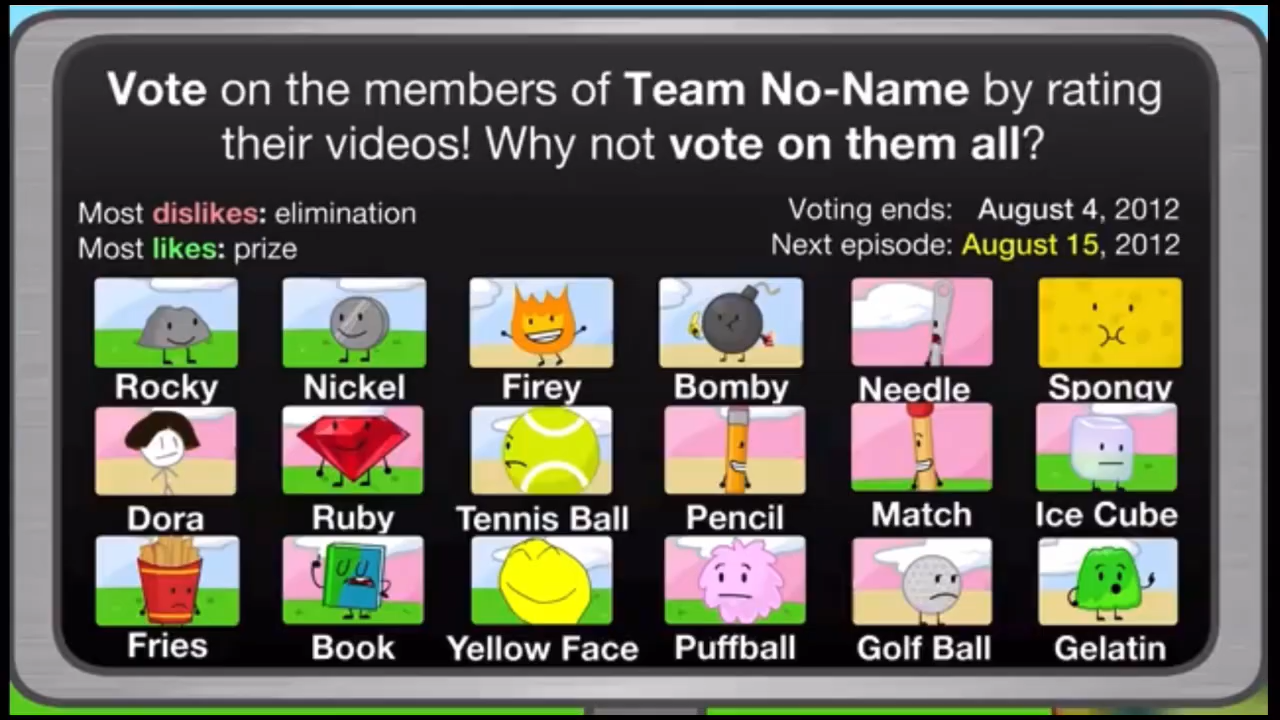 Vote on the members of Team No-Name by rating
their videos! Why not vote on them all?
Most dislikes: elimination
Most likes: prize
Voting ends: August 4, 2012
Next episode: August 15, 2012
Rocky Nickel Firey Bomby Needle Spongy
Dora Ruby Tennis Ball Pencil Match Ice Cube
Fries Book Yellow Face Puffball Golf Ball Gelatin